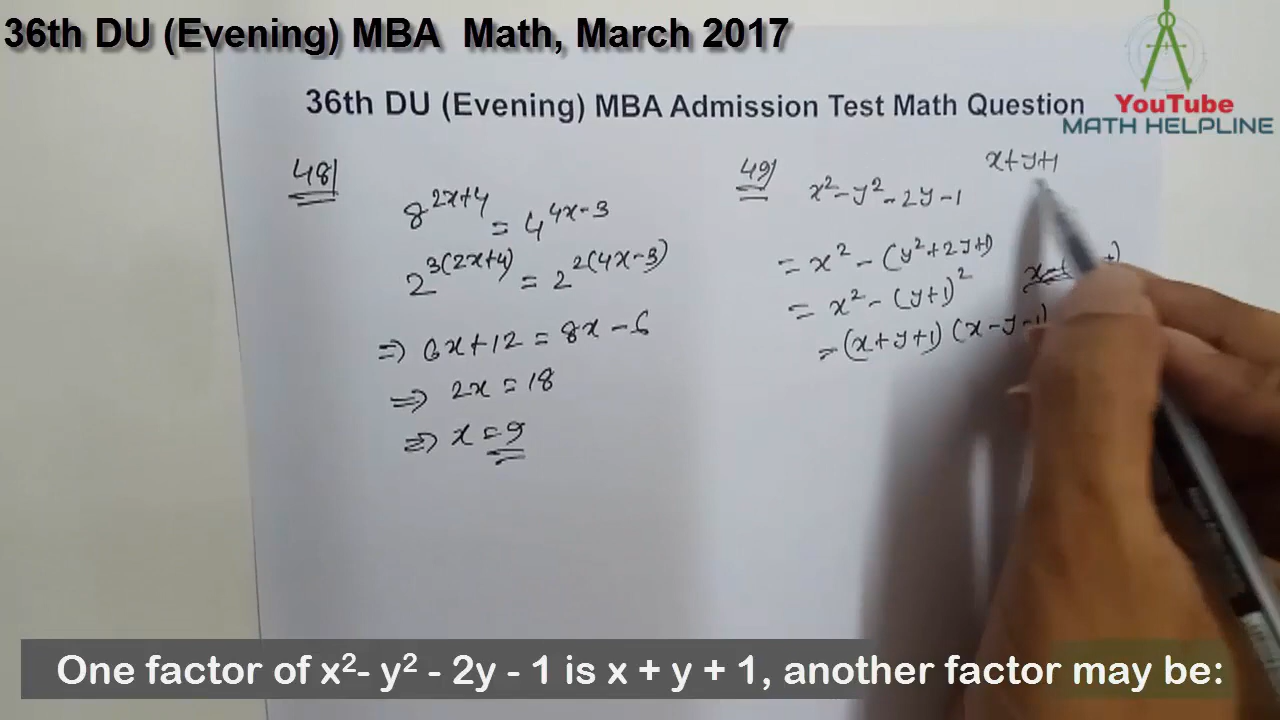 36th DU (Evening) MBA Math, March 2017
36th DU (Evening) MBA Admission Test Math Question
YouTube
MATH HELPLINE
48)
8^{2x+4} = 4^{4x-3}
2^{3(2x+4)} = 2^{2(4x-3)}
=> 6x+12 = 8x-6
=> 2x = 18
=> x = 9
49)
x+y+1
x²-y²-2y-1
= x² - (y²+2y+1)
= x² - (y+1)²
= (x+y+1) (x-y-1)
One factor of x²- y² - 2y - 1 is x + y + 1, another factor may be: